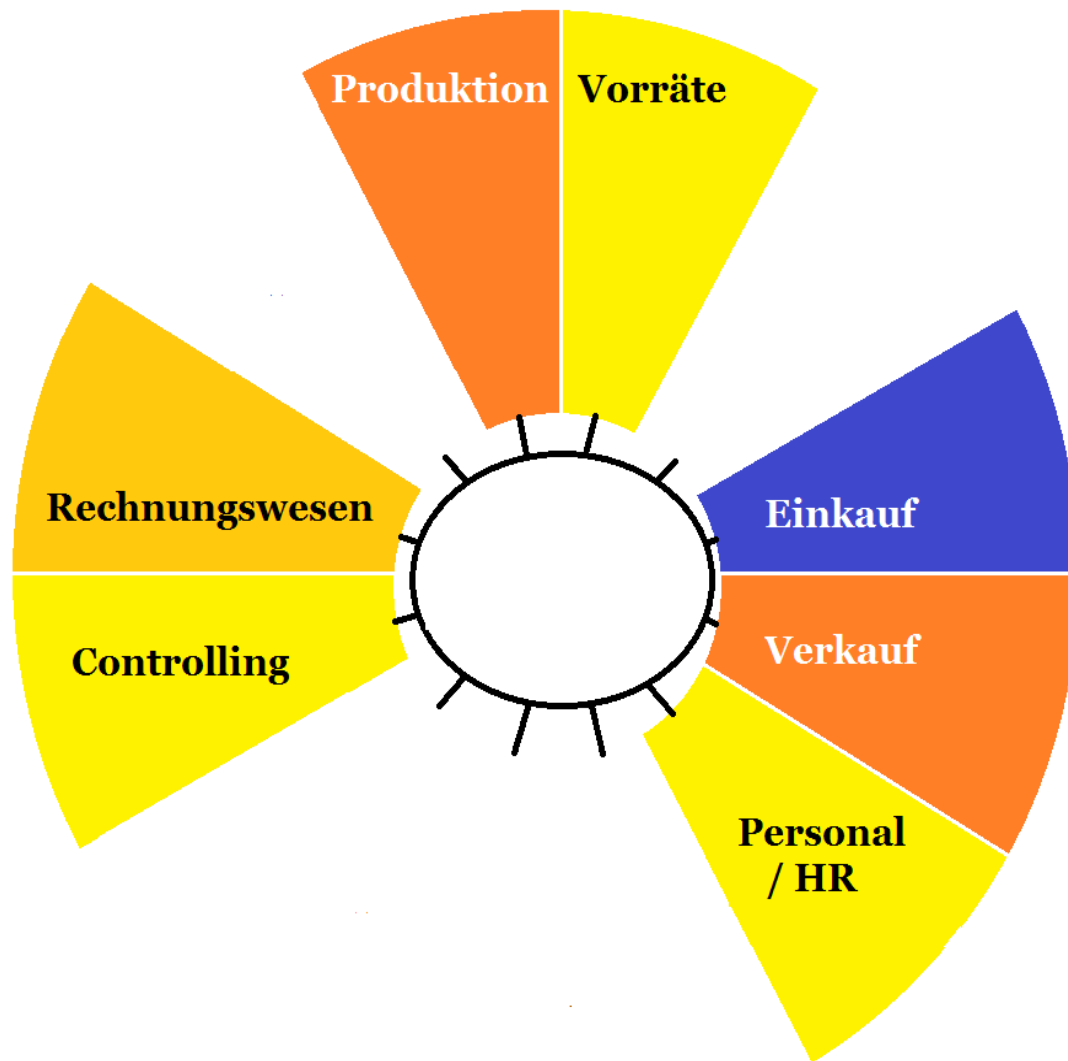 Produktion
Vorräte
Rechnungswesen
Einkauf
Controlling
Verkauf
Personal
/ HR